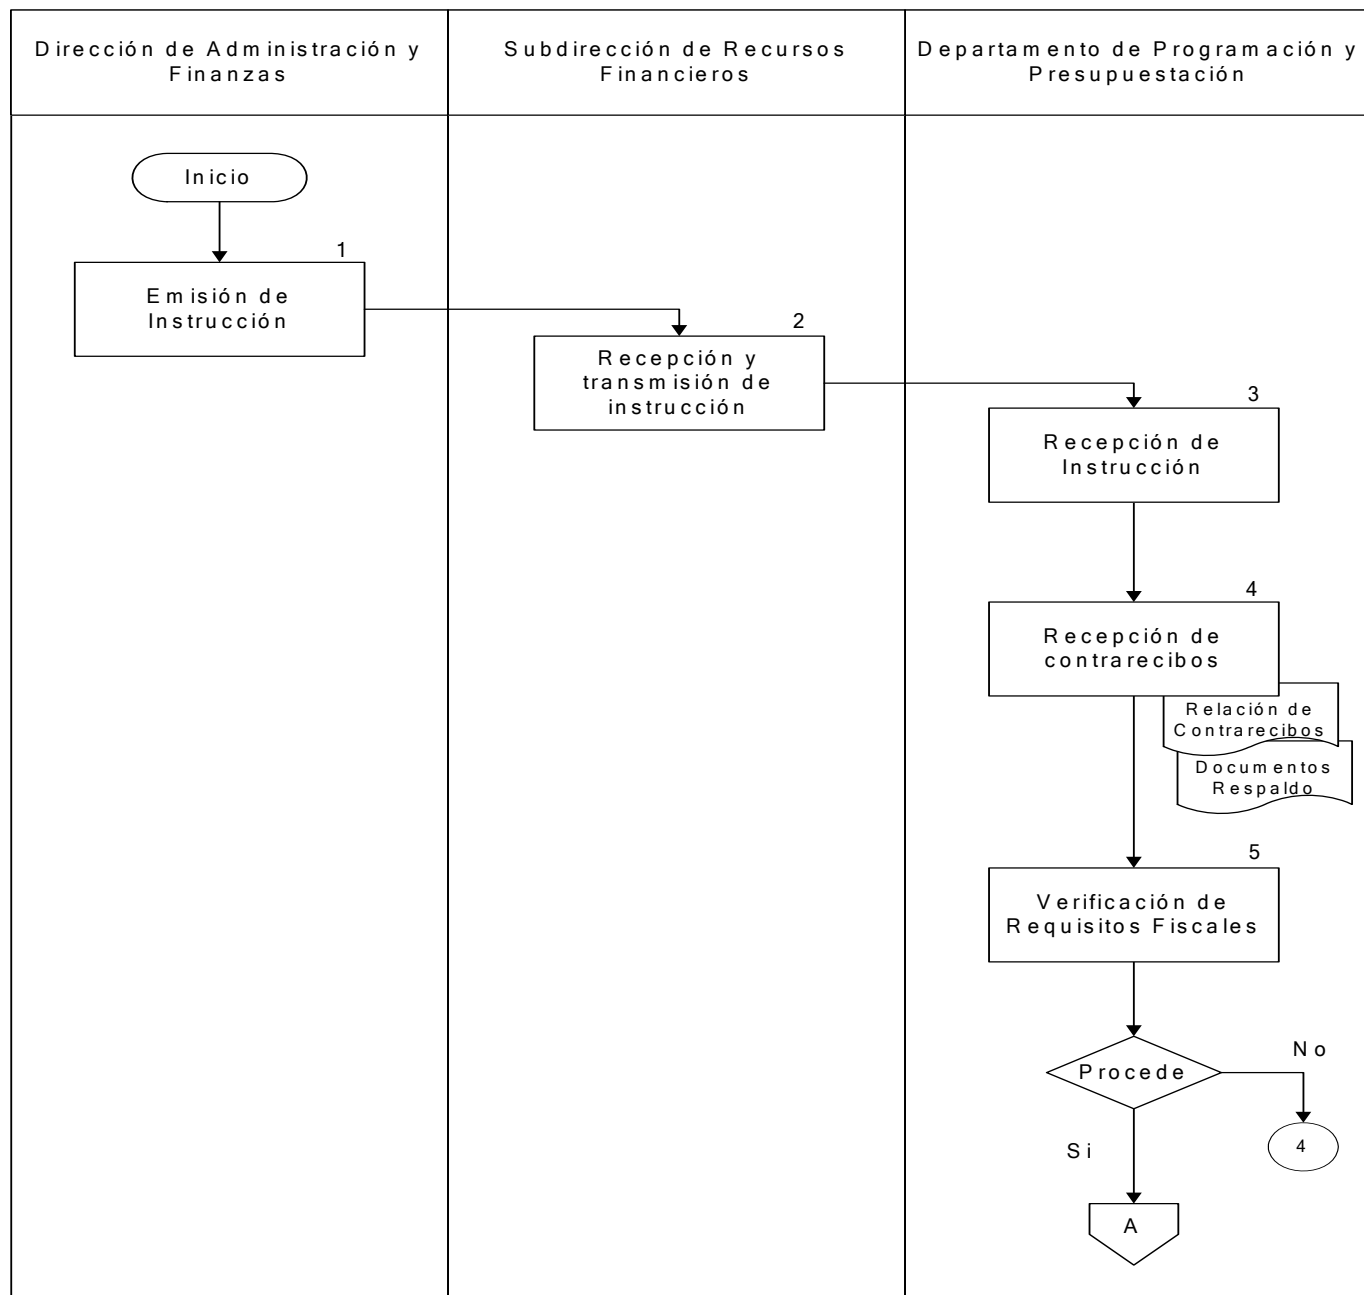 Dirección de Administración y
Finanzas
Subdirección de Recursos
Financieros
Departamento de Programación y
Presupuestación
Inicio
1
Emisión de
Instrucción
2
Recepción y
transmisión de
instrucción
3
Recepción de
Instrucción
4
Recepción de
contrarecibos
Relación de
Contrarecibos
Documentos
Respaldo
5
Verificación de
Requisitos Fiscales
Procede
No
4
Si
A